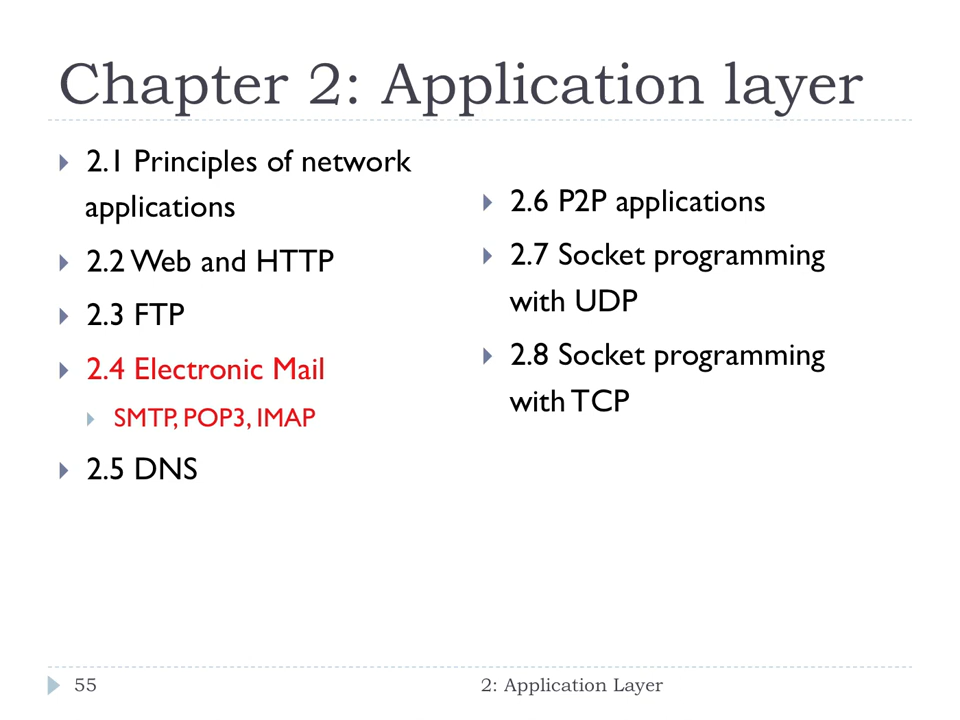 Chapter 2: Application layer
2.1 Principles of network
applications
2.2 Web and HTTP
2.3 FTP
2.4 Electronic Mail
SMTP, POP3, IMAP
2.5 DNS
2.6 P2P applications
2.7 Socket programming
with UDP
2.8 Socket programming
with TCP
55
2: Application Layer